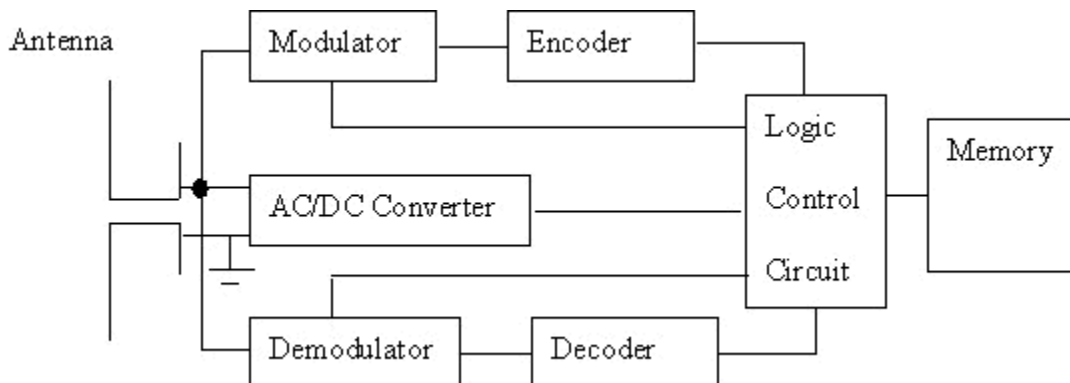 Antenna
Modulator
Encoder
Logic
Control
Circuit
Memory
AC/DC Converter
Demodulator
Decoder